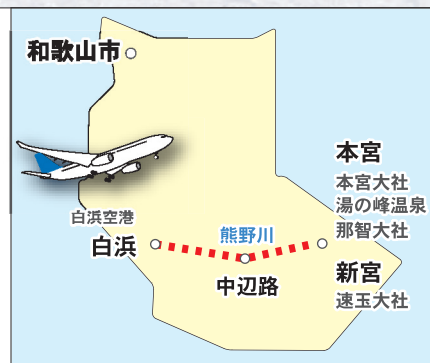 和歌山市
本宮
本宮大社
湯の峰温泉
那智大社
白浜空港
白浜
熊野川
中辺路
新宮
速玉大社